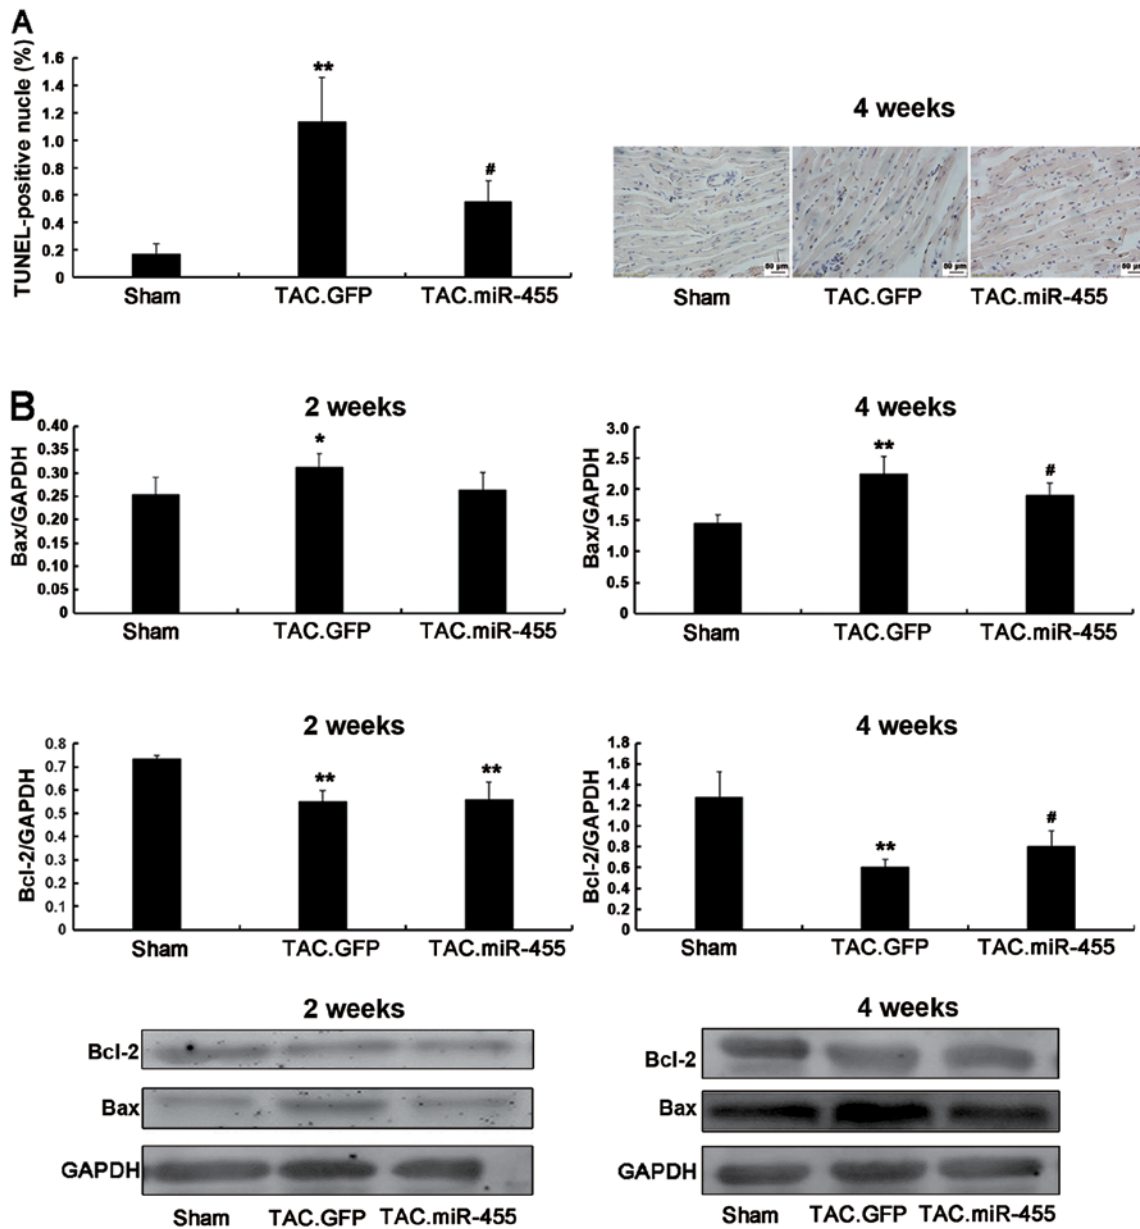 A
TUNEL-positive nucle (%)
1.6
1.4
1.2
1.0
0.8
0.6
0.4
0.2
0
**
#
Sham TAC.GFP TAC.miR-455
4 weeks
50 µm 50 µm 50 µm
Sham TAC.GFP TAC.miR-455
B
2 weeks
Bax/GAPDH
0.40
0.35
0.30
0.25
0.20
0.15
0.10
0.05
0
*
Sham TAC.GFP TAC.miR-455
4 weeks
Bax/GAPDH
3.0
2.5
2.0
1.5
1.0
0.5
0
**
#
Sham TAC.GFP TAC.miR-455
2 weeks
Bcl-2/GAPDH
0.8
0.7
0.6
0.5
0.4
0.3
0.2
0.1
0
**
**
Sham TAC.GFP TAC.miR-455
4 weeks
Bcl-2/GAPDH
1.8
1.6
1.4
1.2
1.0
0.8
0.6
0.4
0.2
0
**
#
Sham TAC.GFP TAC.miR-455
2 weeks
Bcl-2
Bax
GAPDH
Sham TAC.GFP TAC.miR-455
4 weeks
Bcl-2
Bax
GAPDH
Sham TAC.GFP TAC.miR-455